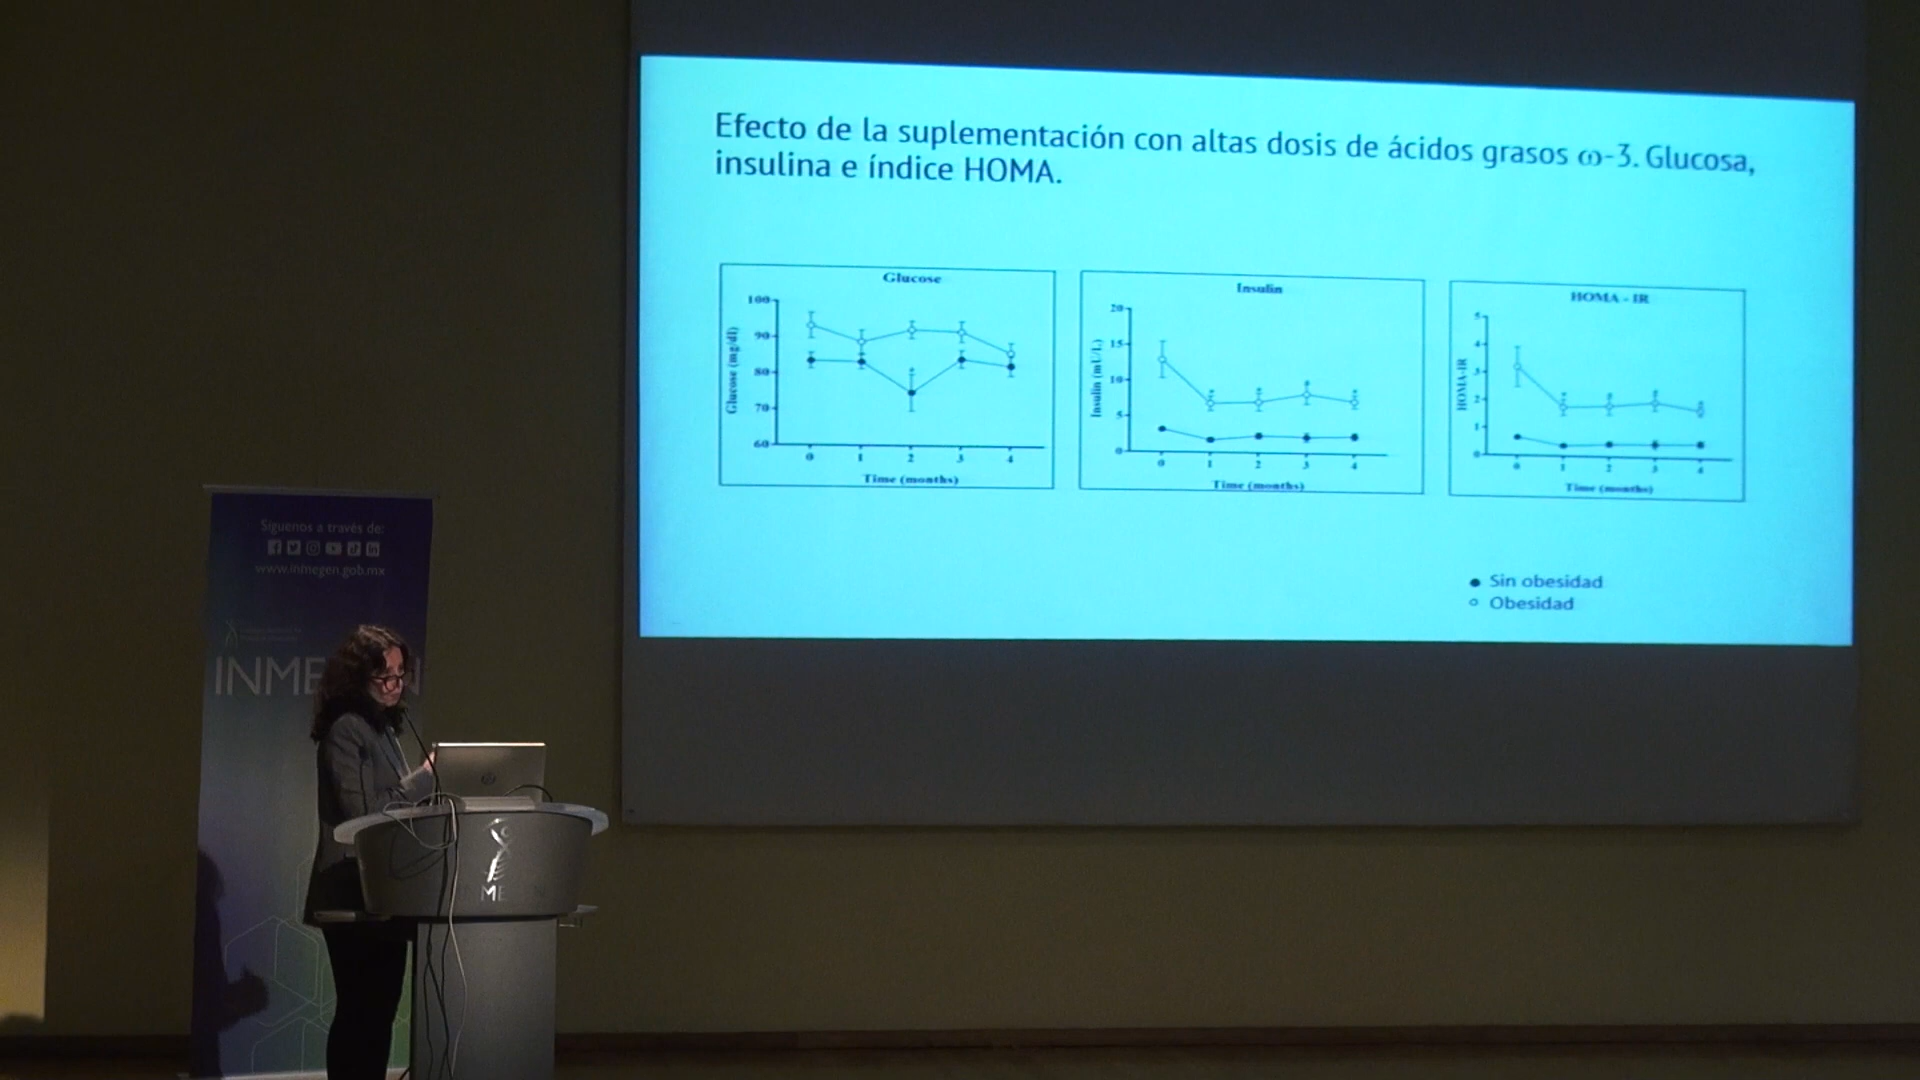 Efecto de la suplementación con altas dosis de ácidos grasos ω-3. Glucosa,
insulina e índice HOMA.
Glucose
100
90
80
70
60
Glucose (mg/dl)
0 1 2 3 4
Time (months)
Insulin
20
15
10
5
0
Insulin (mU/L)
0 1 2 3 4
Time (months)
HOMA - IR
5
4
3
2
1
0
HOMA-IR
0 1 2 3 4
Time (months)
Sin obesidad
Obesidad
Síguenos a través de:
www.inmegen.gob.mx
INME N
ME